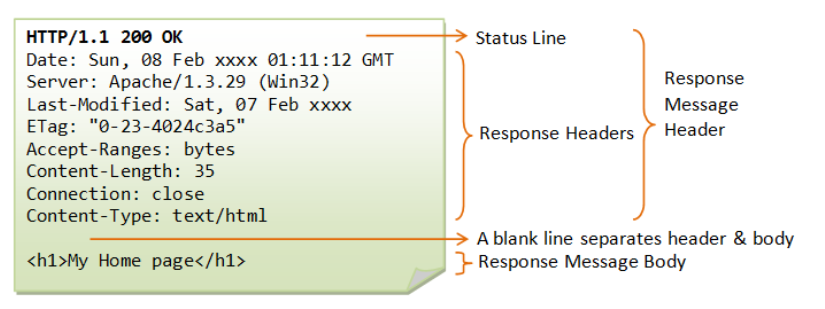 HTTP/1.1 200 OK
Date: Sun, 08 Feb xxxx 01:11:12 GMT
Server: Apache/1.3.29 (Win32)
Last-Modified: Sat, 07 Feb xxxx
ETag: "0-23-4024c3a5"
Accept-Ranges: bytes
Content-Length: 35
Connection: close
Content-Type: text/html
<h1>My Home page</h1>
Status Line
Response Headers
Response
Message
Header
A blank line separates header & body
Response Message Body